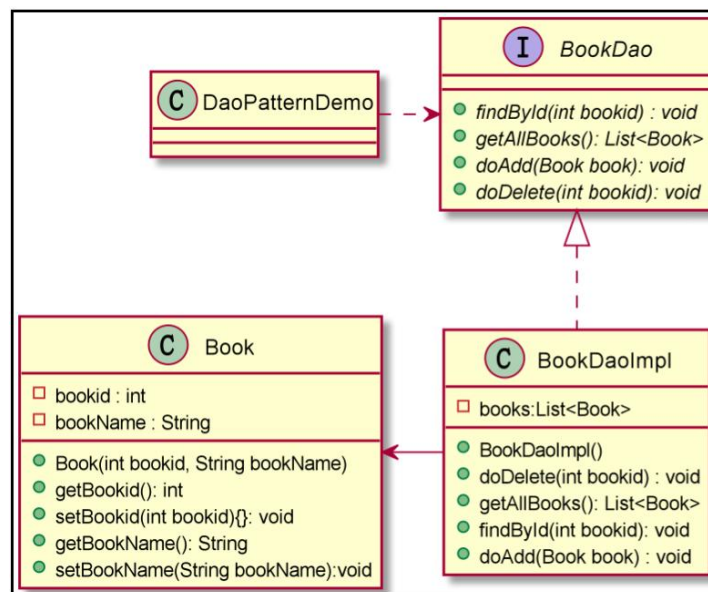 I BookDao
C DaoPatternDemo
findById(int bookid) : void
getAllBooks(): List<Book>
doAdd(Book book): void
doDelete(int bookid): void
C Book
bookid : int
bookName : String
Book(int bookid, String bookName)
getBookid(): int
setBookid(int bookid){}: void
getBookName(): String
setBookName(String bookName):void
C BookDaoImpl
books:List<Book>
BookDaoImpl()
doDelete(int bookid) : void
getAllBooks(): List<Book>
findById(int bookid): void
doAdd(Book book) : void